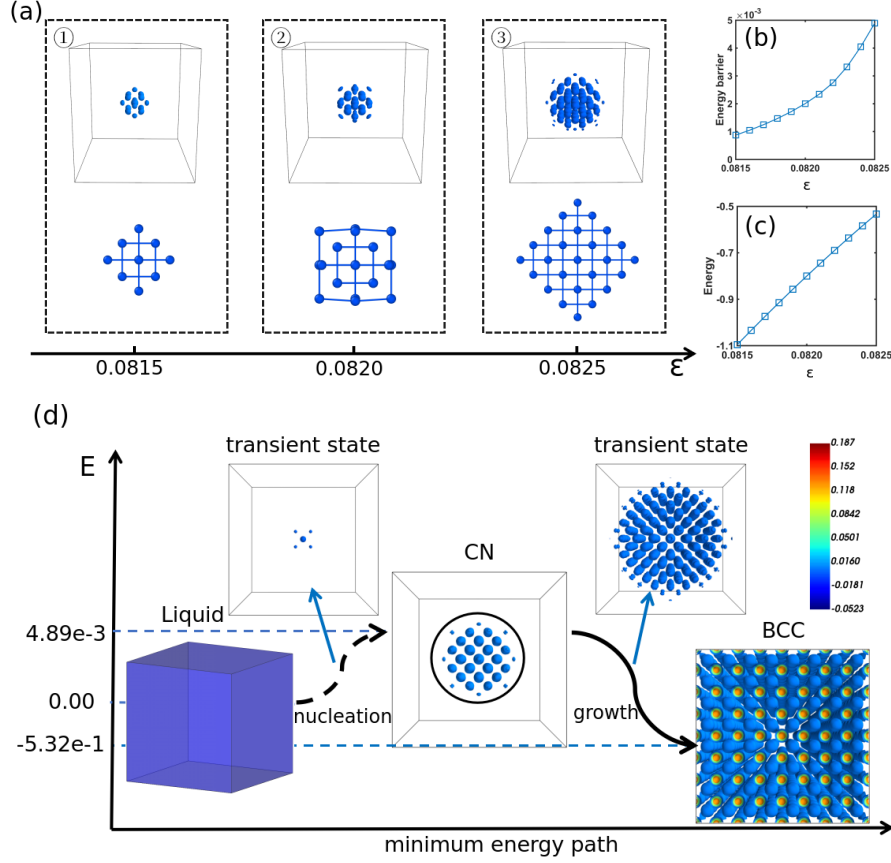 (a)
①
②
③
0.0815
0.0820
0.0825
ε
(b)
×10⁻³
5
4
3
2
1
0
Energy barrier
0.0815
0.0820
0.0825
ε
(c)
-0.5
-0.7
-0.9
-1.1
Energy
0.0815
0.0820
0.0825
ε
(d)
E
transient state
transient state
CN
Liquid
4.89e-3
0.00
-5.32e-1
nucleation
growth
BCC
0.187
0.152
0.118
0.0842
0.0501
0.0160
-0.0181
-0.0523
minimum energy path